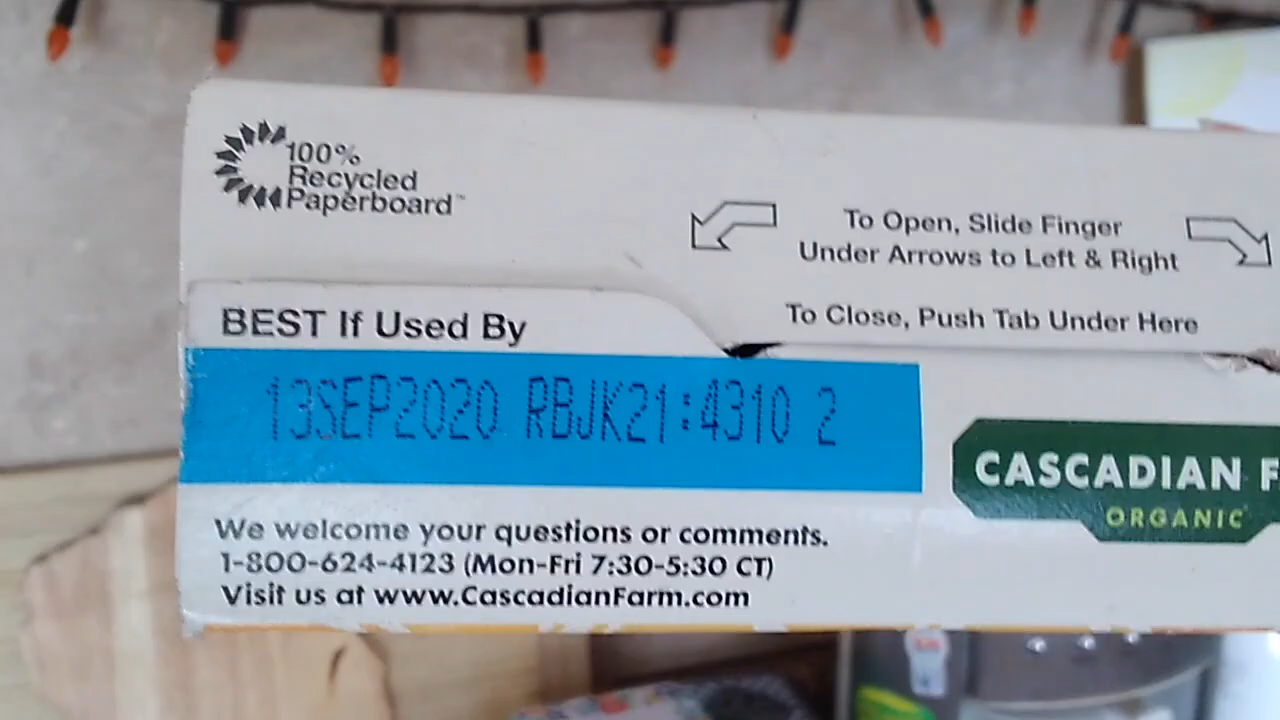 100%
Recycled
Paperboard™
To Open, Slide Finger
Under Arrows to Left & Right
To Close, Push Tab Under Here
BEST If Used By
13SEP2020 RBJK21:4310 2
CASCADIAN F
ORGANIC
We welcome your questions or comments.
1-800-624-4123 (Mon-Fri 7:30-5:30 CT)
Visit us at www.CascadianFarm.com